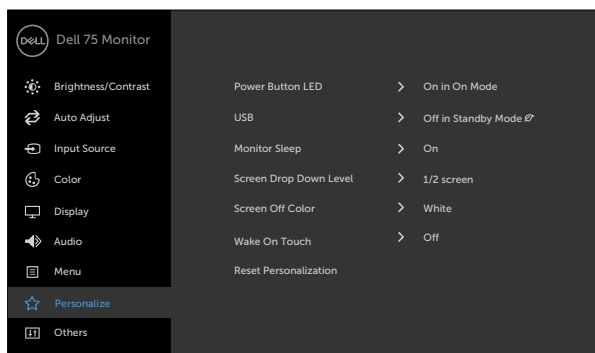 DELL Dell 75 Monitor
Brightness/Contrast
Auto Adjust
Input Source
Color
Display
Audio
Menu
Personalize
Others
Power Button LED > On in On Mode
USB > Off in Standby Mode
Monitor Sleep > On
Screen Drop Down Level > 1/2 screen
Screen Off Color > White
Wake On Touch > Off
Reset Personalization